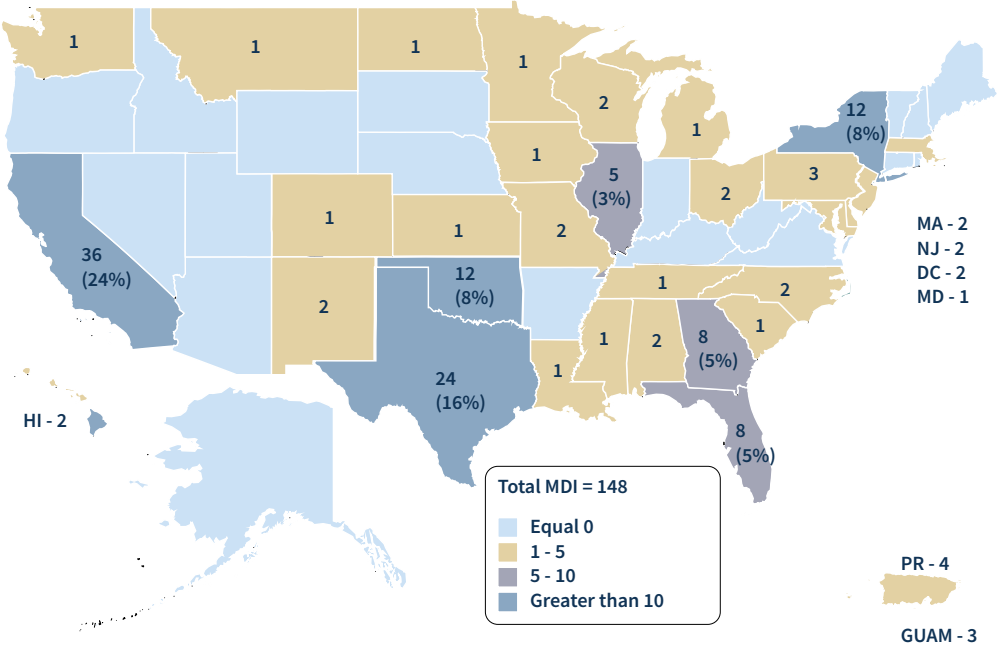 1
1
1
1
2
1
12
(8%)
1
5
(3%)
2
3
1
1
2
MA - 2
NJ - 2
DC - 2
MD - 1
36
(24%)
2
12
(8%)
1
2
1
2
8
(5%)
1
24
(16%)
1
HI - 2
8
(5%)
Total MDI = 148
Equal 0
1 - 5
5 - 10
Greater than 10
PR - 4
GUAM - 3